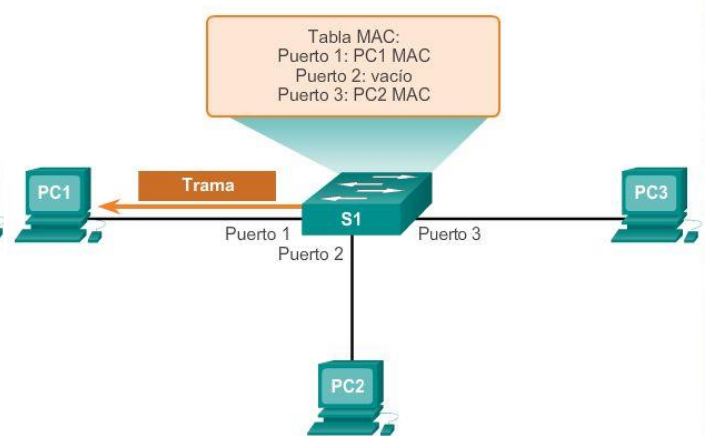 Tabla MAC:
Puerto 1: PC1 MAC
Puerto 2: vacío
Puerto 3: PC2 MAC
PC1
Trama
PC3
S1
Puerto 1
Puerto 3
Puerto 2
PC2